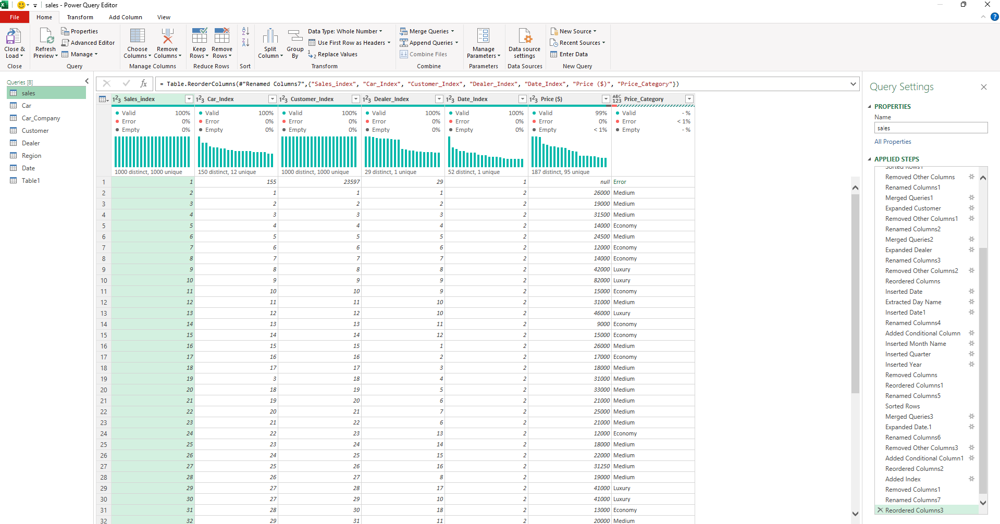 sales - Power Query Editor
File Home Transform Add Column View
Close & Load
Refresh Preview
Properties
Advanced Editor
Manage
Choose Columns
Remove Columns
Keep Rows
Remove Rows
Split Column
Group By
Data Type: Whole Number
Use First Row as Headers
Replace Values
Merge Queries
Append Queries
Combine Files
Manage Parameters
Data source settings
New Source
Recent Sources
Enter Data
Close Query Manage Columns Reduce Rows Sort Transform Combine Parameters Data Sources New Query
Queries [8]
sales
Car
Car_Company
Customer
Dealer
Region
Date
Table1
= Table.ReorderColumns(#"Renamed Columns7",{"Sales_index", "Car_Index", "Customer_Index", "Dealer_Index", "Date_Index", "Price ($)", "Price_Category"})
Sales_index Car_Index Customer_Index Dealer_Index Date_Index Price ($) Price_Category
Valid 100% Valid 100% Valid 100% Valid 100% Valid 100% Valid 99% Valid - %
Error 0% Error 0% Error 0% Error 0% Error 0% Error 0% Error < 1%
Empty 0% Empty 0% Empty 0% Empty 0% Empty 0% Empty < 1% Empty - %
1000 distinct, 1000 unique 150 distinct, 12 unique 1000 distinct, 1000 unique 29 distinct, 1 unique 52 distinct, 1 unique 187 distinct, 95 unique
1 1 155 23597 29 1 null Error
2 2 1 1 1 2 26000 Medium
3 3 2 2 2 2 19000 Medium
4 4 3 3 3 2 31500 Medium
5 5 4 4 4 2 14000 Economy
6 6 5 5 5 2 24500 Medium
7 7 6 6 6 2 12000 Economy
8 8 7 7 7 2 14000 Economy
9 9 8 8 8 2 42000 Luxury
10 10 9 9 9 2 82000 Luxury
11 11 10 10 9 2 15000 Economy
12 12 11 11 10 2 31000 Medium
13 13 12 12 10 2 46000 Luxury
14 14 13 13 11 2 9000 Economy
15 15 14 14 12 2 15000 Economy
16 16 15 15 1 2 26000 Medium
17 17 16 16 2 2 17000 Economy
18 18 17 17 3 2 18000 Medium
19 19 3 18 4 2 31000 Medium
20 20 18 19 5 2 33000 Medium
21 21 19 20 6 2 21000 Medium
22 22 20 21 7 2 25000 Medium
23 23 21 22 6 2 21000 Medium
24 24 22 23 13 2 12000 Economy
25 25 23 24 14 2 18000 Medium
26 26 24 25 15 2 22000 Medium
27 27 25 26 16 2 31250 Medium
28 28 26 27 8 2 19000 Medium
29 29 27 28 17 2 41000 Luxury
30 30 27 29 10 2 41000 Luxury
31 31 28 30 18 2 13000 Economy
32 32 29 31 11 2 20000 Medium
Query Settings
PROPERTIES
Name
sales
All Properties
APPLIED STEPS
Sorted Rows1
Removed Other Columns
Renamed Columns1
Merged Queries1
Expanded Customer
Removed Other Columns1
Renamed Columns2
Merged Queries2
Expanded Dealer
Renamed Columns3
Removed Other Columns2
Reordered Columns
Inserted Date
Extracted Day Name
Inserted Date1
Renamed Columns4
Added Conditional Column
Inserted Month Name
Inserted Quarter
Inserted Year
Removed Columns
Reordered Columns1
Renamed Columns5
Sorted Rows
Merged Queries3
Expanded Date.1
Renamed Columns6
Removed Other Columns3
Added Conditional Column1
Reordered Columns2
Added Index
Removed Columns1
Renamed Columns7
Reordered Columns3